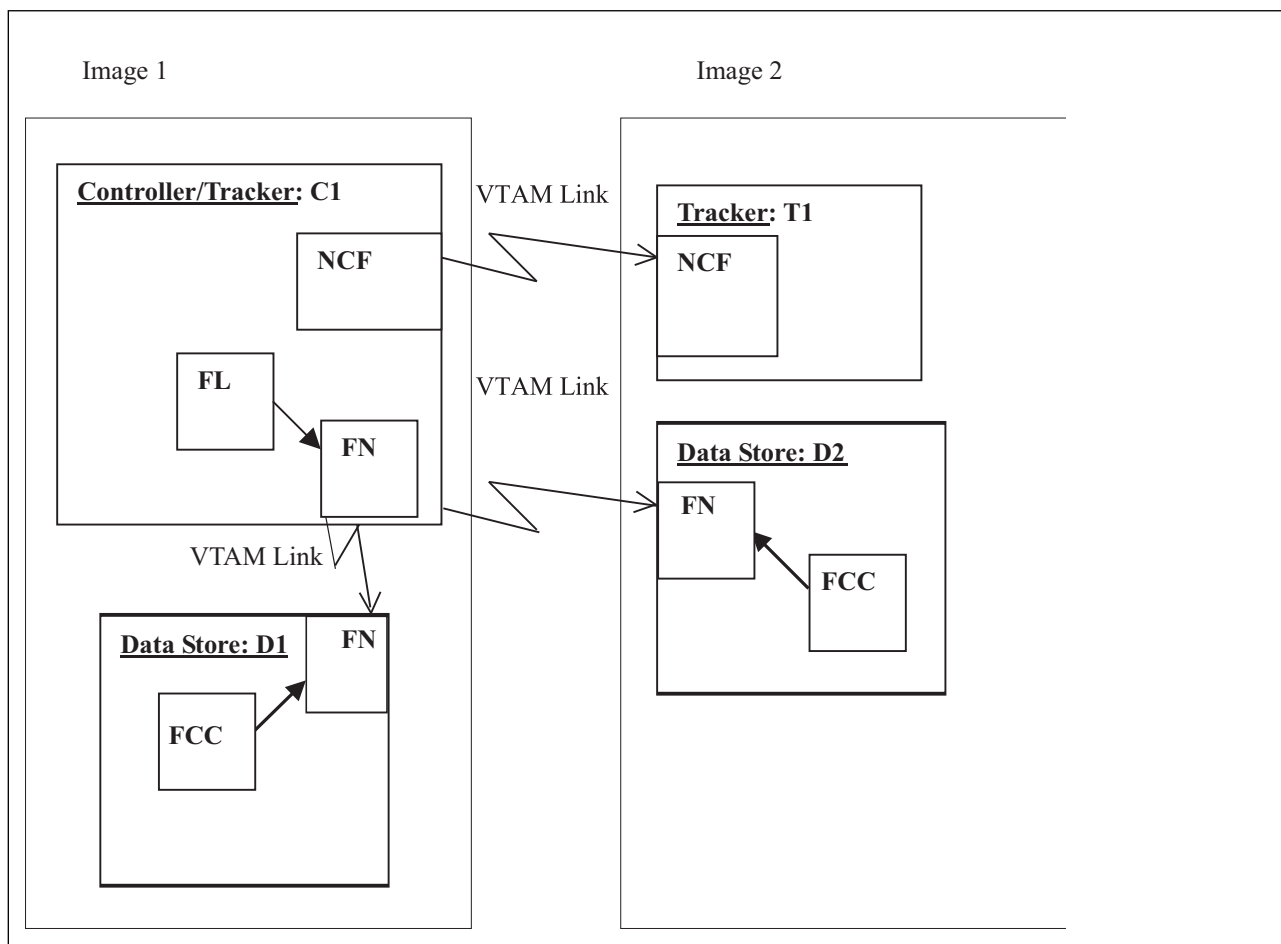 Image 1
Image 2
Controller/Tracker: C1
VTAM Link
Tracker: T1
NCF
NCF
FL
VTAM Link
FN
Data Store: D2
FN
VTAM Link
FCC
Data Store: D1
FN
FCC